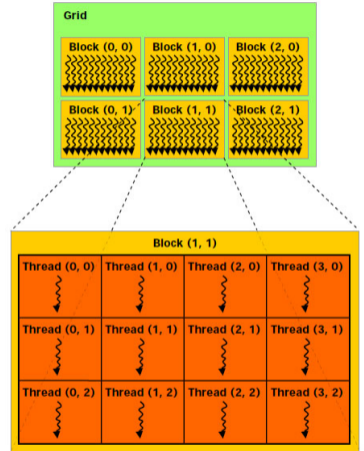 Grid
Block (0, 0) Block (1, 0) Block (2, 0)
Block (0, 1) Block (1, 1) Block (2, 1)
Block (1, 1)
Thread (0, 0) Thread (1, 0) Thread (2, 0) Thread (3, 0)
Thread (0, 1) Thread (1, 1) Thread (2, 1) Thread (3, 1)
Thread (0, 2) Thread (1, 2) Thread (2, 2) Thread (3, 2)